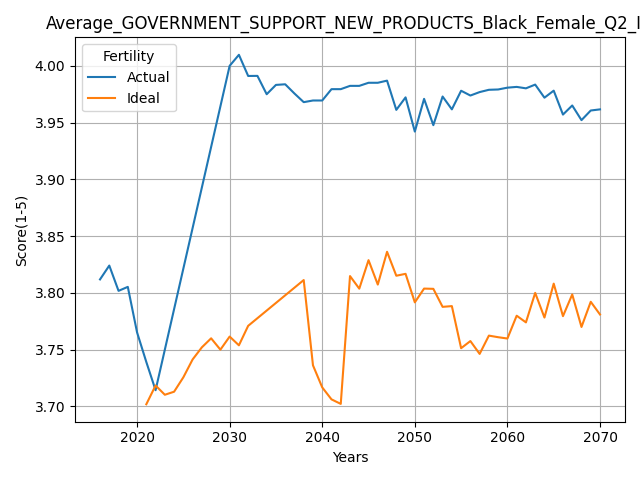 Average_GOVERNMENT_SUPPORT_NEW_PRODUCTS_Black_Female_Q2_I
Fertility
Actual
Ideal
Score(1-5)
4.00
3.95
3.90
3.85
3.80
3.75
3.70
2020 2030 2040 2050 2060 2070
Years